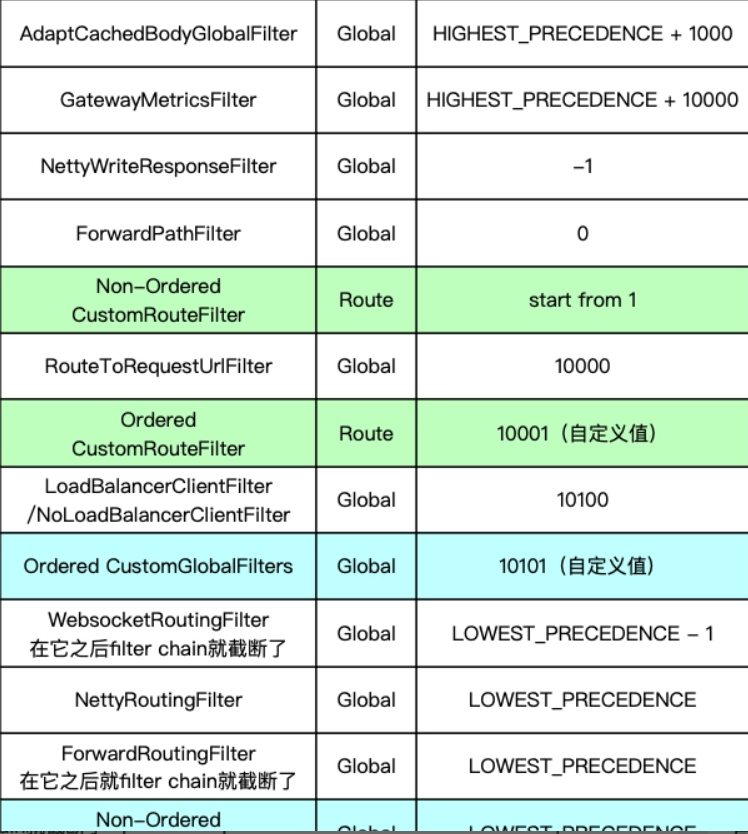 AdaptCachedBodyGlobalFilter Global HIGHEST_PRECEDENCE + 1000
GatewayMetricsFilter Global HIGHEST_PRECEDENCE + 10000
NettyWriteResponseFilter Global −1
ForwardPathFilter Global 0
Non−Ordered
CustomRouteFilter Route start from 1
RouteToRequestUrlFilter Global 10000
Ordered
CustomRouteFilter Route 10001（自定义值）
LoadBalancerClientFilter
/NoLoadBalancerClientFilter Global 10100
Ordered CustomGlobalFilters Global 10101（自定义值）
WebsocketRoutingFilter
在它之后filter chain就截断了 Global LOWEST_PRECEDENCE − 1
NettyRoutingFilter Global LOWEST_PRECEDENCE
ForwardRoutingFilter
在它之后就filter chain就截断了 Global LOWEST_PRECEDENCE
Non−Ordered Global LOWEST_PRECEDENCE